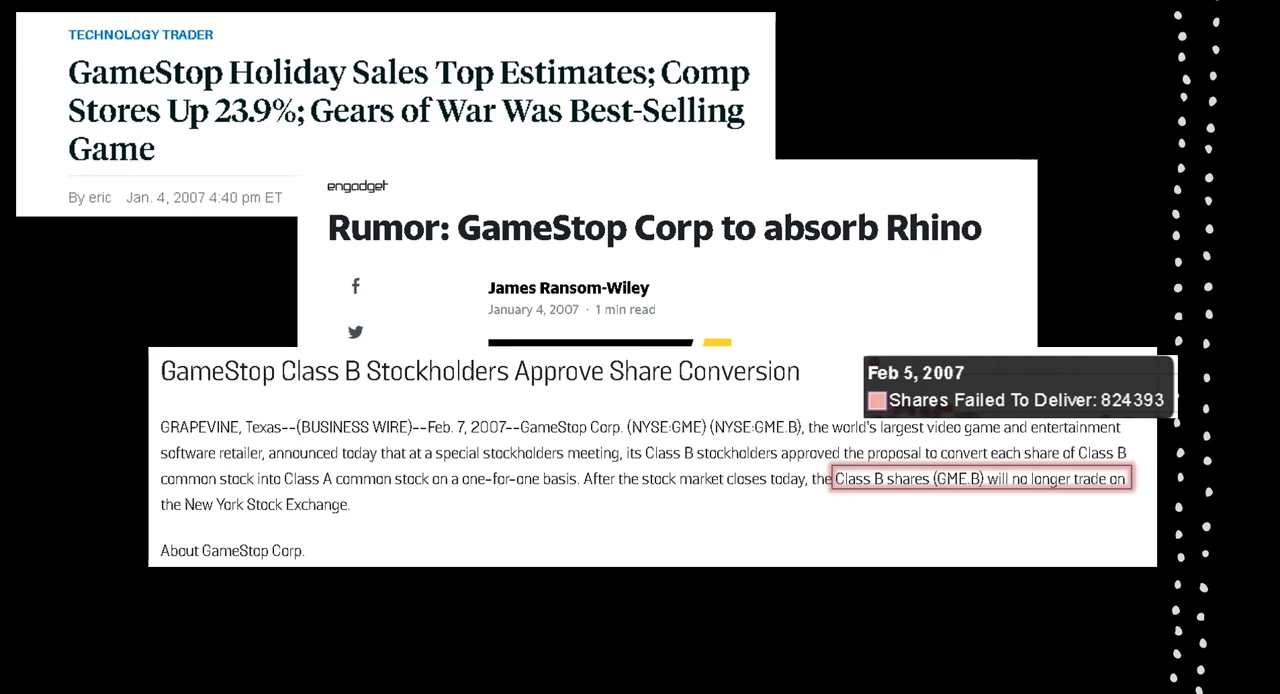 TECHNOLOGY TRADER
GameStop Holiday Sales Top Estimates; Comp
Stores Up 23.9%; Gears of War Was Best-Selling
Game
By eric Jan. 4, 2007 4:40 pm ET
engadget
Rumor: GameStop Corp to absorb Rhino
James Ransom-Wiley
January 4, 2007 · 1 min read
GameStop Class B Stockholders Approve Share Conversion
Feb 5, 2007
Shares Failed To Deliver: 824393
GRAPEVINE, Texas--(BUSINESS WIRE)--Feb. 7, 2007--GameStop Corp. (NYSE:GME) (NYSE:GME.B), the world's largest video game and entertainment
software retailer, announced today that at a special stockholders meeting, its Class B stockholders approved the proposal to convert each share of Class B
common stock into Class A common stock on a one-for-one basis. After the stock market closes today, the Class B shares (GME.B) will no longer trade on
the New York Stock Exchange.
About GameStop Corp.